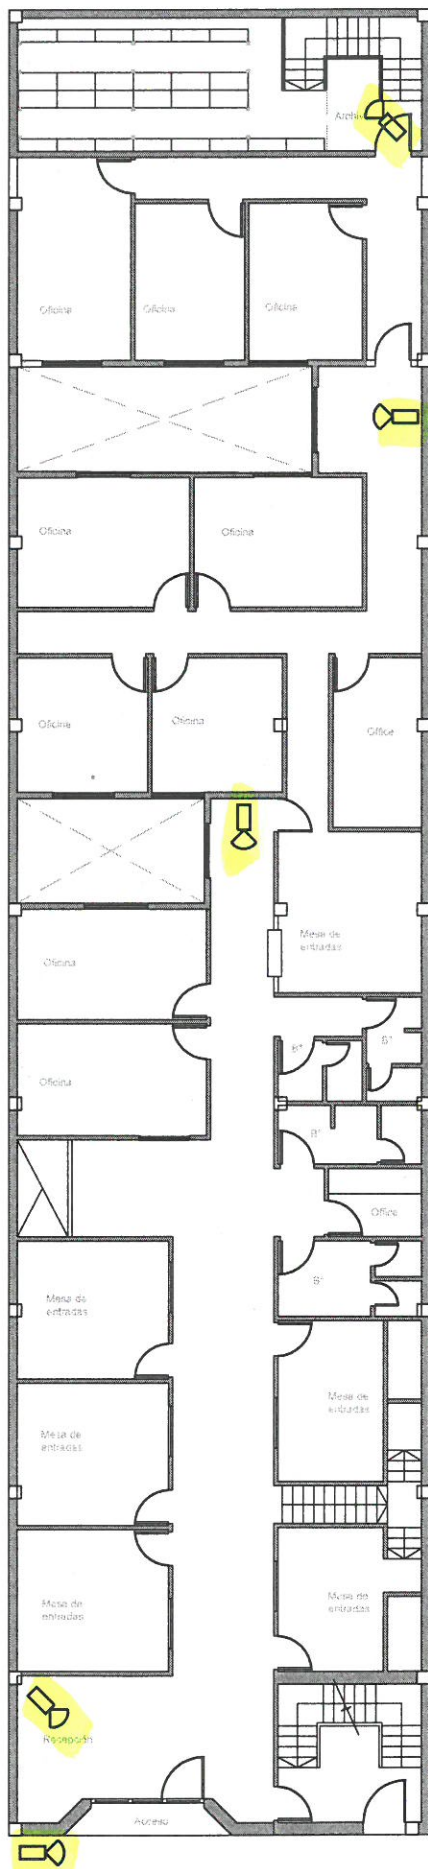 Archivo
Oficina
Oficina
Oficina
Oficina
Oficina
Oficina
Oficina
Office
Mesa de
entradas
Oficina
B°
B°
Oficina
B°
Office
B°
Mesa de
entradas
Mesa de
entradas
Mesa de
entradas
Mesa de
entradas
Mesa de
entradas
Recepción
Acceso